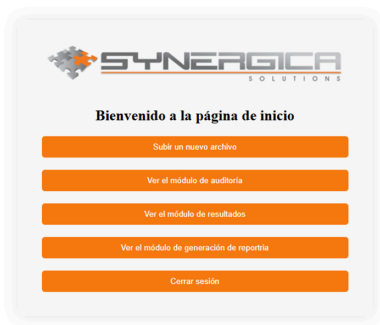 SYNERGICA
SOLUTIONS
Bienvenido a la página de inicio
Subir un nuevo archivo
Ver el módulo de auditoría
Ver el módulo de resultados
Ver el módulo de generación de reportria
Cerrar sesión